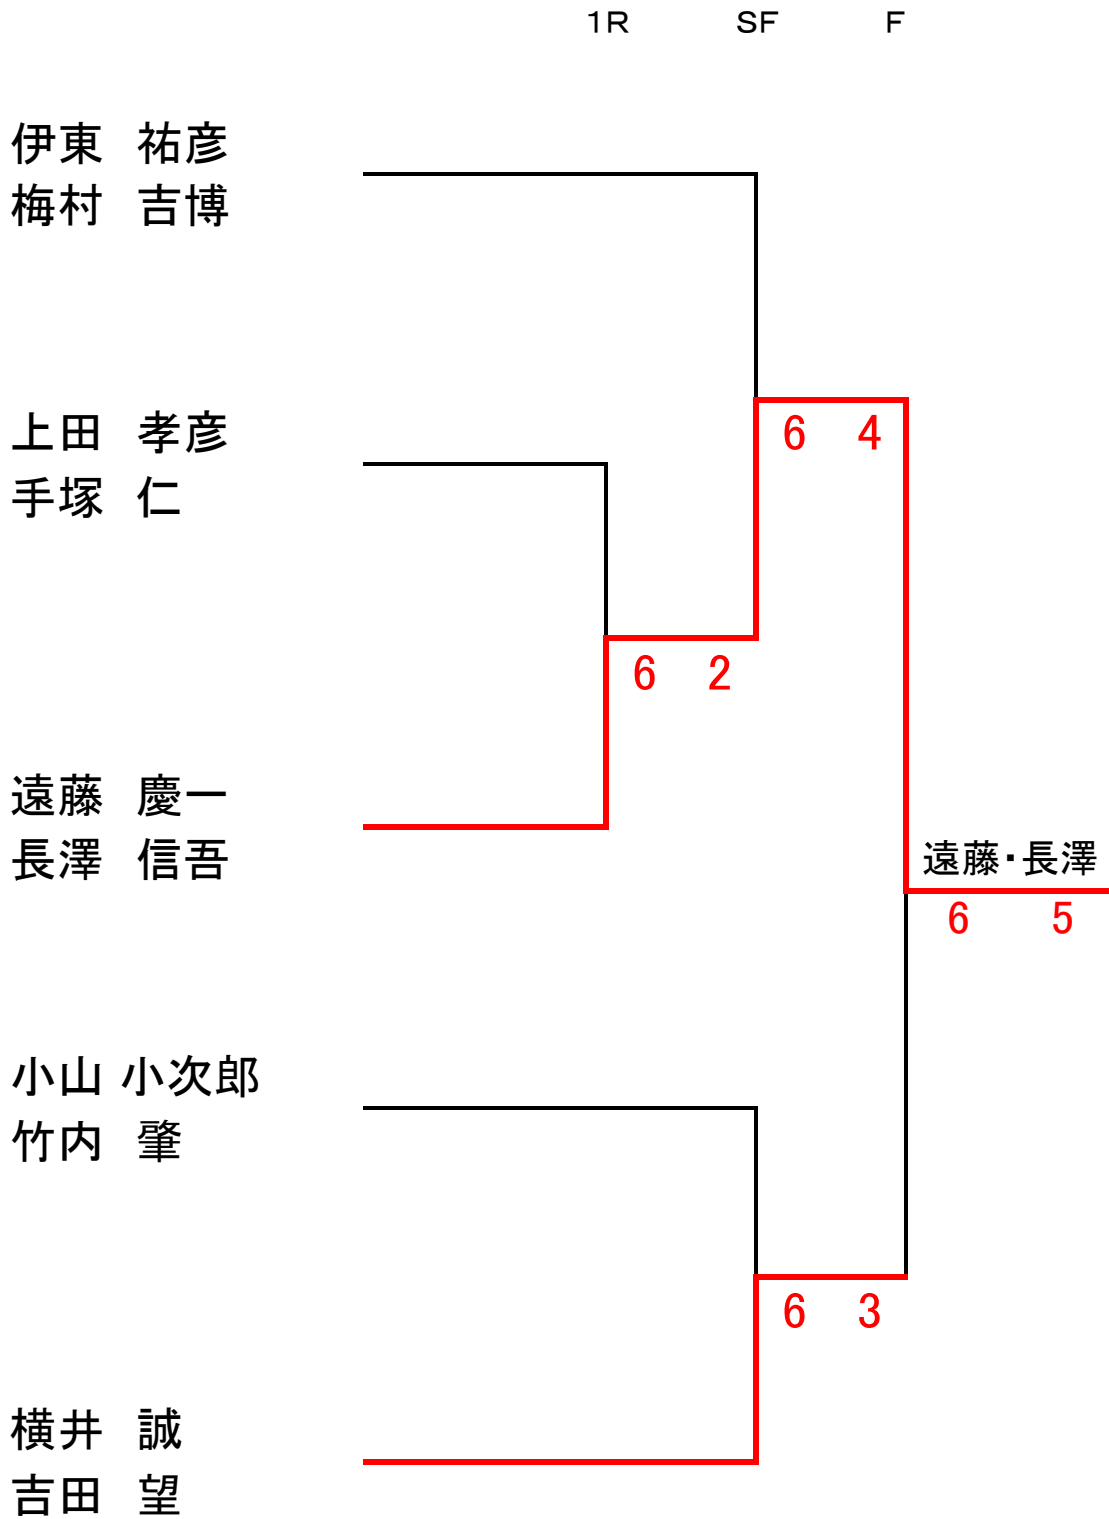 1R SF F
伊東 祐彦
梅村 吉博
上田 孝彦
6 4
手塚 仁
6 2
遠藤 慶一
長澤 信吾
遠藤・長澤
6 5
小山 小次郎
竹内 肇
6 3
横井 誠
吉田 望